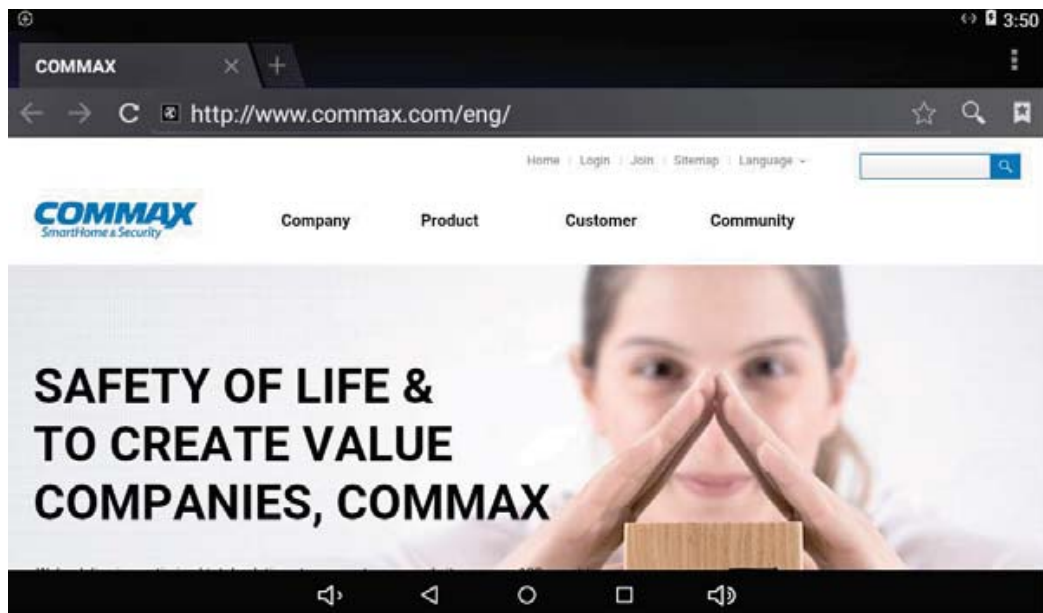 3:50
COMMAX
http://www.commax.com/eng/
Home Login Join Sitemap Language
COMMAX
SmartHome & Security
Company Product Customer Community
SAFETY OF LIFE &
TO CREATE VALUE
COMPANIES, COMMAX